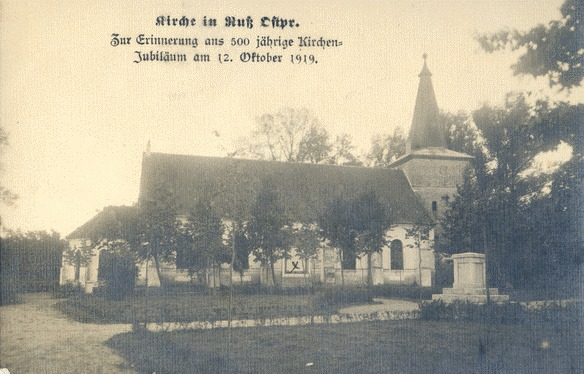 Kirche in Ruß Ostpr.
Zur Erinnerung ans 500 jährige Kirchen=
Jubiläum am 12. Oktober 1919.